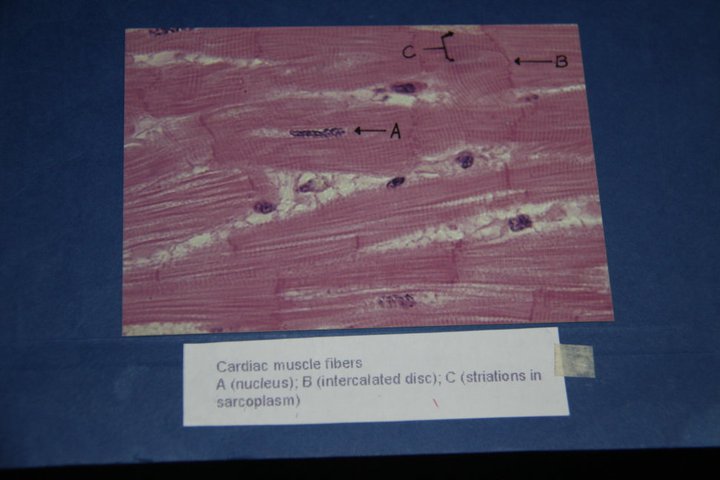 C
B
A
Cardiac muscle fibers
A (nucleus); B (intercalated disc); C (striations in
sarcoplasm)